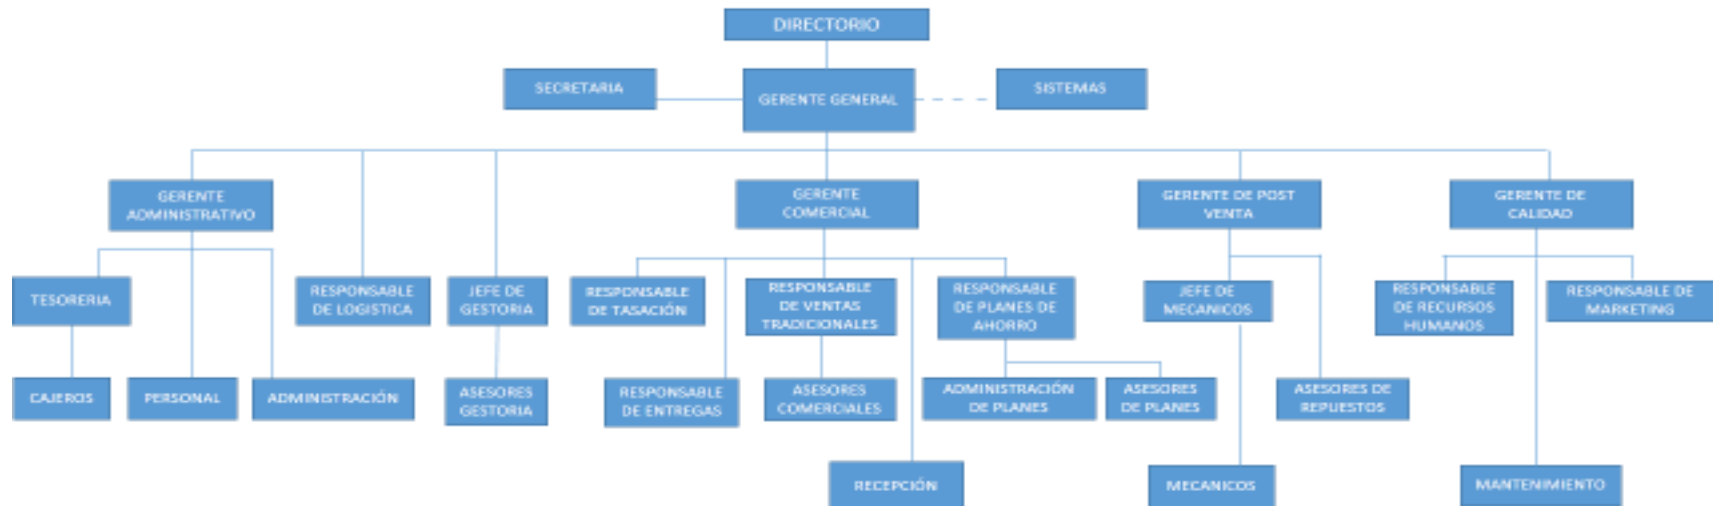 DIRECTORIO
SECRETARIA
GERENTE GENERAL
SISTEMAS
GERENTE
ADMINISTRATIVO
GERENTE
COMERCIAL
GERENTE DE POST
VENTA
GERENTE DE
CALIDAD
TESORERIA
RESPONSABLE
DE LOGISTICA
JEFE DE
GESTORIA
RESPONSABLE
DE TASACIÓN
RESPONSABLE
DE VENTAS
TRADICIONALES
RESPONSABLE
DE PLANES DE
AHORRO
JEFE DE
MECANICOS
RESPONSABLE
DE RECURSOS
HUMANOS
RESPONSABLE DE
MARKETING
CAJEROS
PERSONAL
ADMINISTRACIÓN
ASESORES
GESTORIA
RESPONSABLE
DE ENTREGAS
ASESORES
COMERCIALES
ADMINISTRACIÓN
DE PLANES
ASESORES
DE PLANES
ASESORES DE
REPUESTOS
RECEPCIÓN
MECANICOS
MANTENIMIENTO